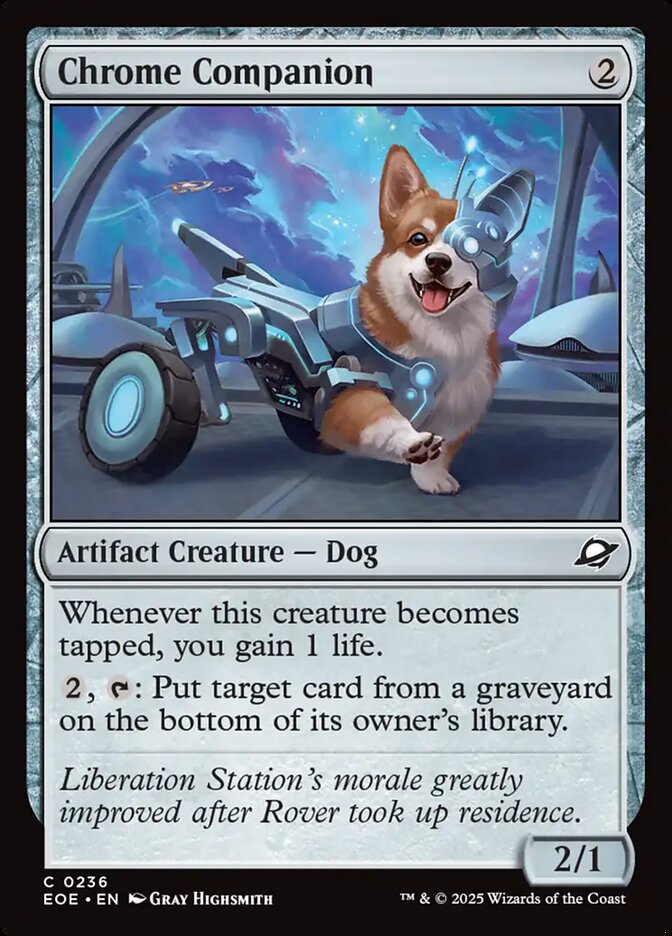 Chrome Companion 2
Artifact Creature — Dog
Whenever this creature becomes
tapped, you gain 1 life.
2, : Put target card from a graveyard
on the bottom of its owner's library.
Liberation Station's morale greatly
improved after Rover took up residence.
2/1
C 0236
EOE • EN Gray Highsmith
™ & © 2025 Wizards of the Coast